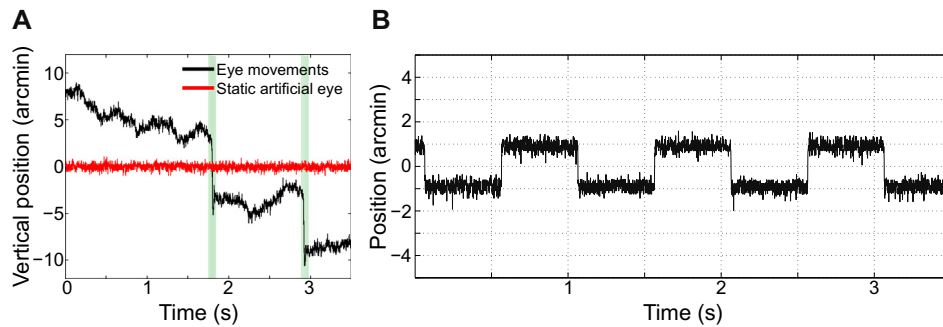 A
Vertical position (arcmin)
10
5
0
−5
−10
Eye movements
Static artificial eye
0
1
2
3
Time (s)
B
Position (arcmin)
4
2
1
0
−2
−4
1
2
3
Time (s)